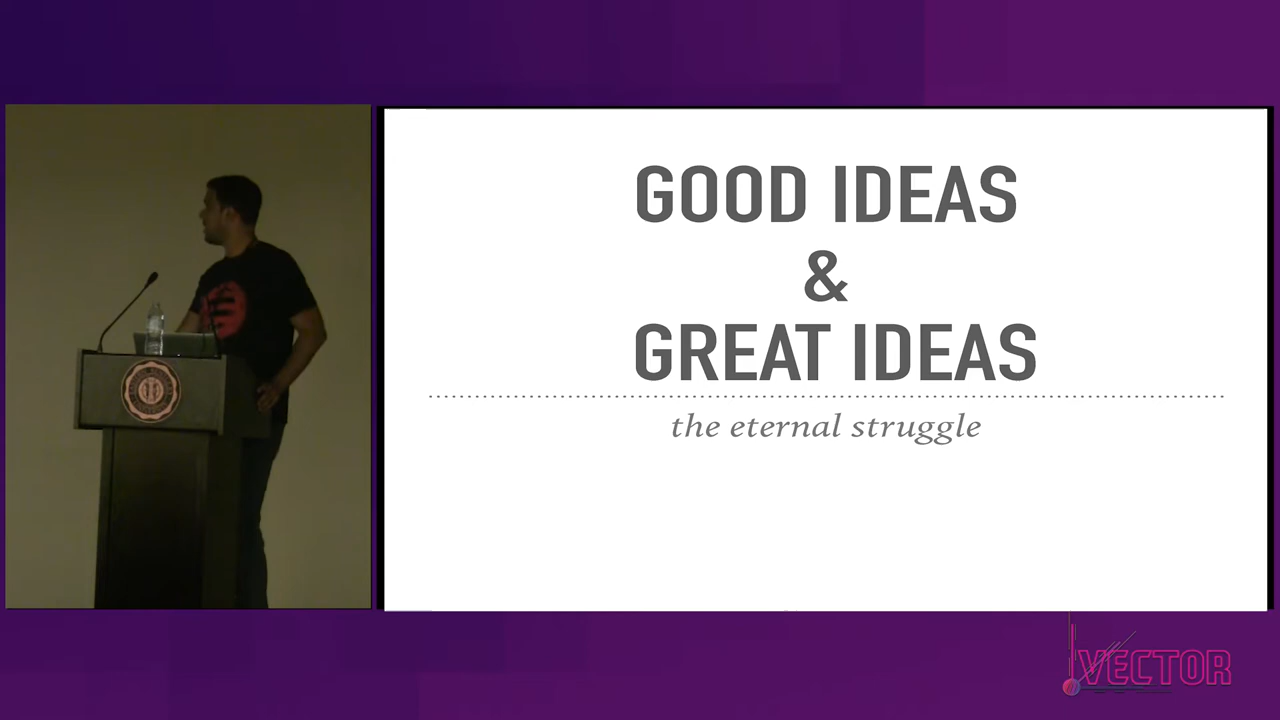 GOOD IDEAS
&
GREAT IDEAS
the eternal struggle
VECTOR